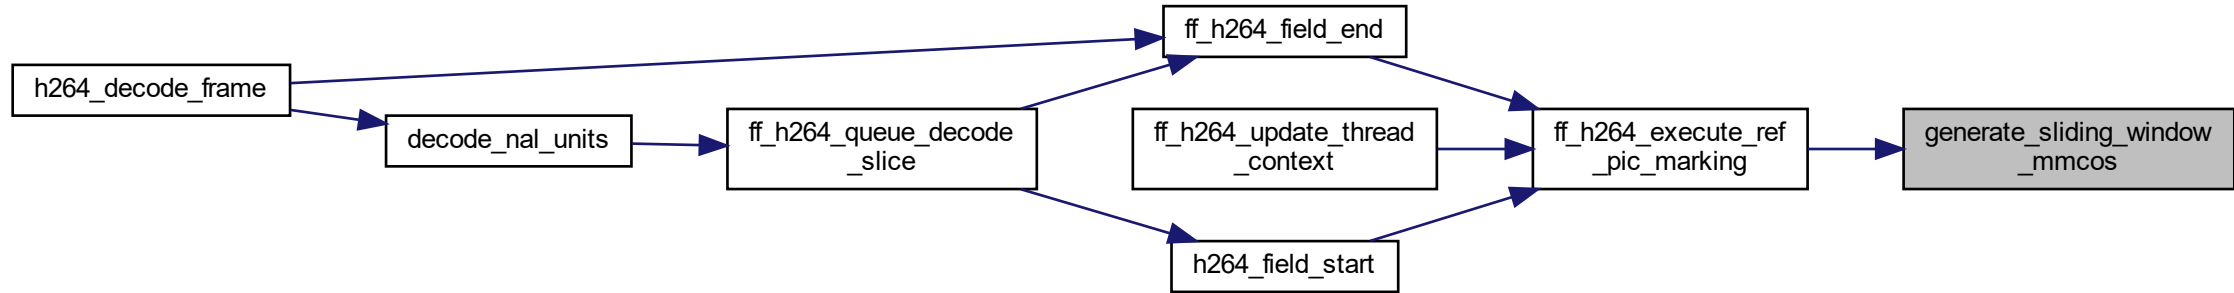 ff_h264_field_end
h264_decode_frame
decode_nal_units
ff_h264_queue_decode
_slice
ff_h264_update_thread
_context
ff_h264_execute_ref
_pic_marking
generate_sliding_window
_mmcos
h264_field_start